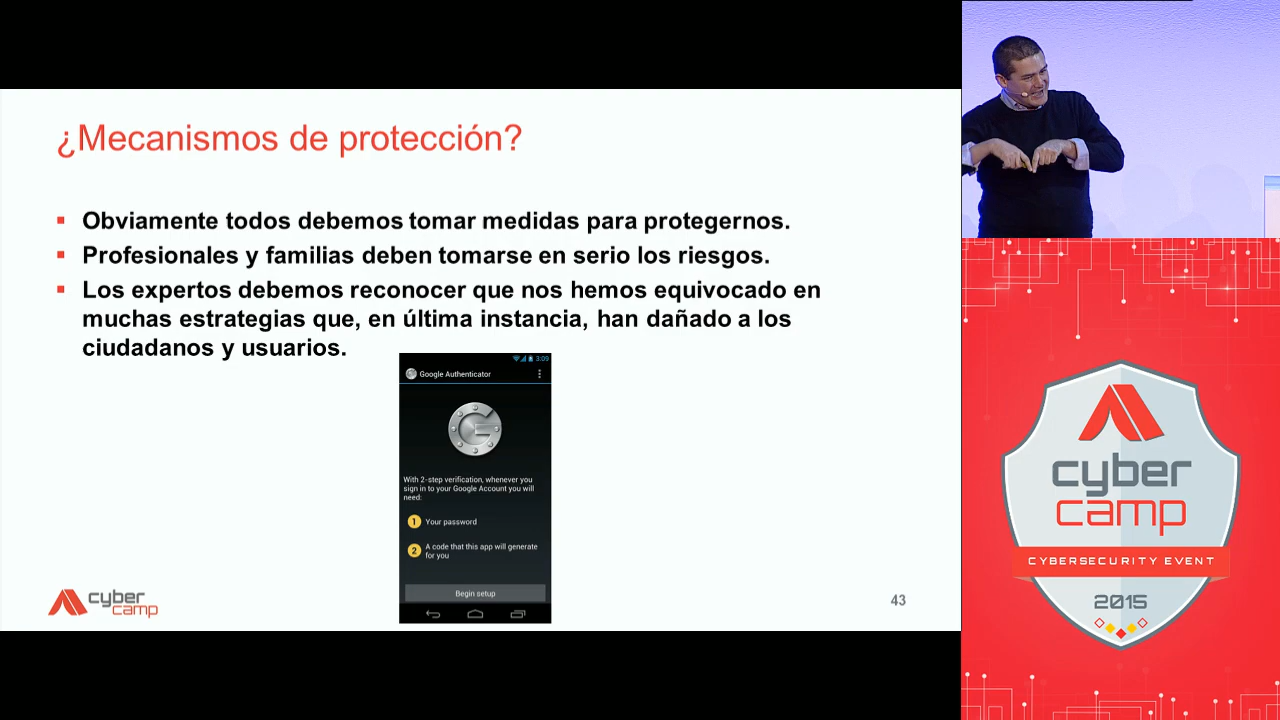 ¿Mecanismos de protección?
Obviamente todos debemos tomar medidas para protegernos.
Profesionales y familias deben tomarse en serio los riesgos.
Los expertos debemos reconocer que nos hemos equivocado en
muchas estrategias que, en última instancia, han dañado a los
ciudadanos y usuarios.
3:09
Google Authenticator
With 2-step verification, whenever you
sign in to your Google Account you will
need:
1 Your password
2 A code that this app will generate
for you
Begin setup
cyber
camp
43
cyber
camp
CYBERSECURITY EVENT
2015